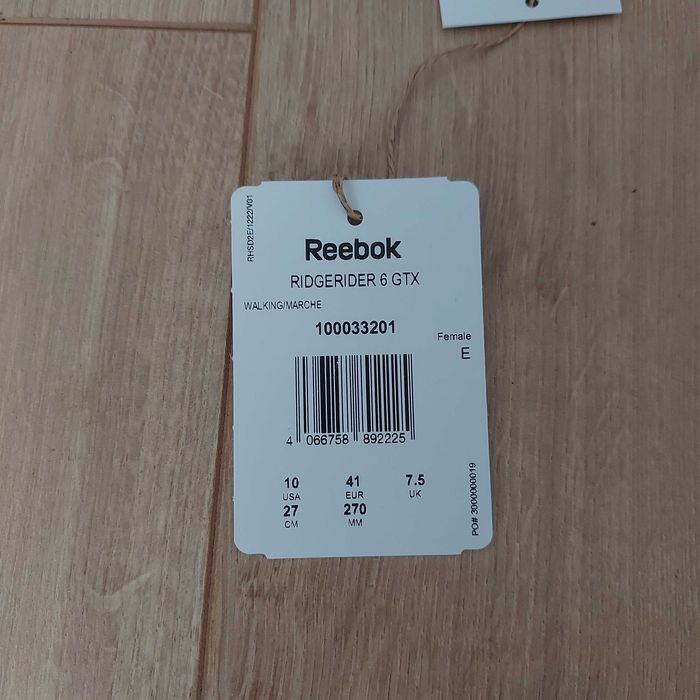 RHSD2E/1222/V01
Reebok
RIDGERIDER 6 GTX
WALKING/MARCHE
100033201
Female
E
4 066758 892225
10 41 7.5
USA EUR UK
27 270
CM MM
PO# 3000000019